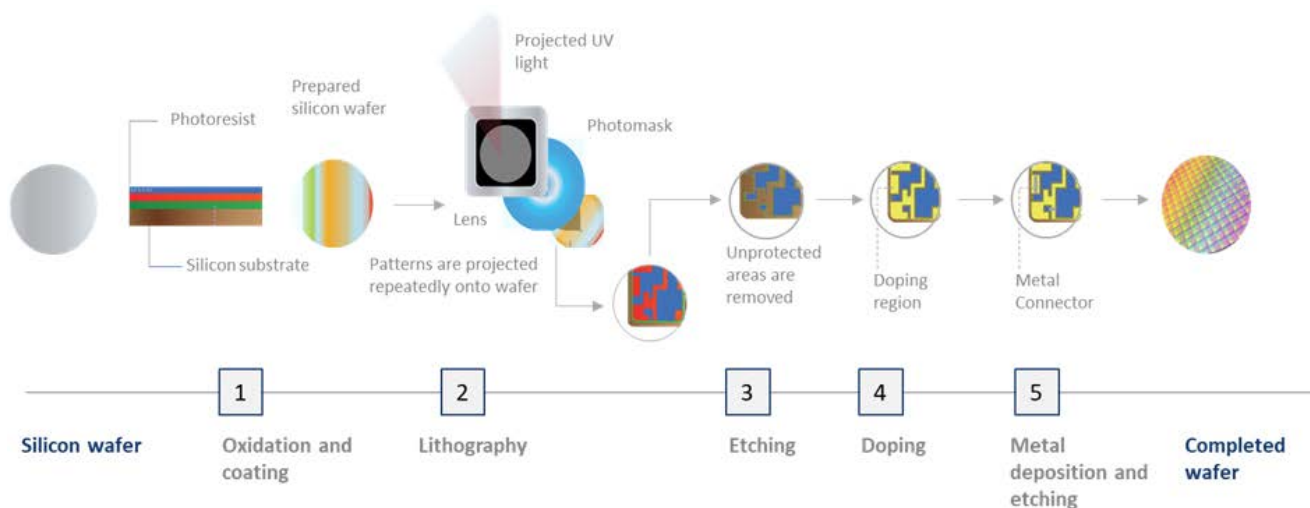 Projected UV
light
Prepared
silicon wafer
Photoresist
Photomask
Lens
Silicon substrate
Patterns are projected
repeatedly onto wafer
Unprotected
areas are
removed
Doping
region
Metal
Connector
1
2
3
4
5
Silicon wafer
Oxidation and
coating
Lithography
Etching
Doping
Metal
deposition and
etching
Completed
wafer